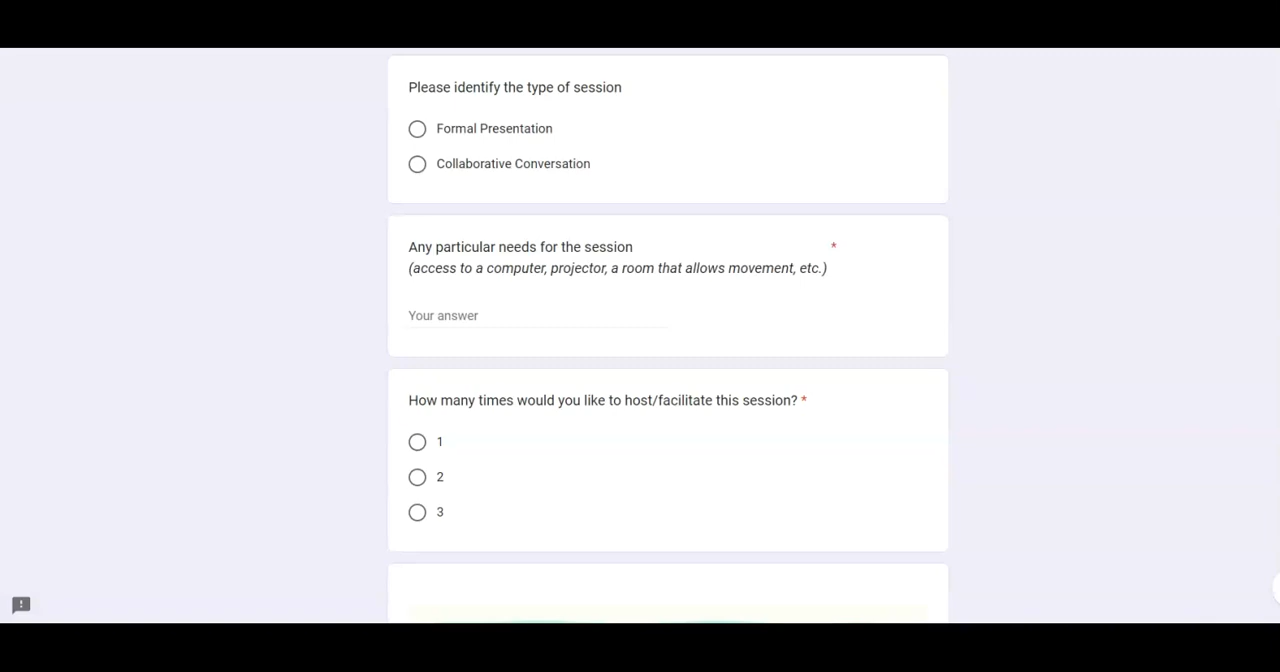 Please identify the type of session
Formal Presentation
Collaborative Conversation
Any particular needs for the session *
(access to a computer, projector, a room that allows movement, etc.)
Your answer
How many times would you like to host/facilitate this session? *
1
2
3
!